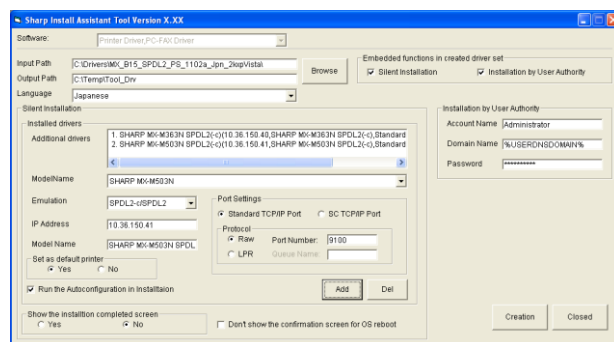 Sharp Install Assistant Tool Version X.XX
Software:
Printer Driver,PC-FAX Driver
Input Path
C:\Drivers\MX_B15_SPDL2_PS_1102a_Jpn_2kxpVista\
Output Path
C:\Temp\Tool_Drv
Browse
Language
Japanese
Embedded functions in created driver set
Silent Installation
Installation by User Authority
Silent Installation
Installed drivers
Additional drivers
1. SHARP MX-M363N SPDL2(-c)(10.36.150.40,SHARP MX-M363N SPDL2(-c),Standard
2. SHARP MX-M503N SPDL2(-c)(10.36.150.41,SHARP MX-M503N SPDL2(-c),Standard
ModelName
SHARP MX-M503N
Emulation
SPDL2-c/SPDL2
IP Address
10.36.150.41
Model Name
SHARP MX-M503N SPDL
Set as default printer
Yes No
Run the Autoconfiguration in Installtaion
Port Settings
Standard TCP/IP Port SC TCP/IP Port
Protocol
Raw Port Number: 9100
LPR Queue Name:
Add Del
Show the installtion completed screen
Yes No
Don't show the confirmation screen for OS reboot
Installation by User Authority
Account Name Administrator
Domain Name %USERDNSDOMAIN%
Password **********
Creation Closed